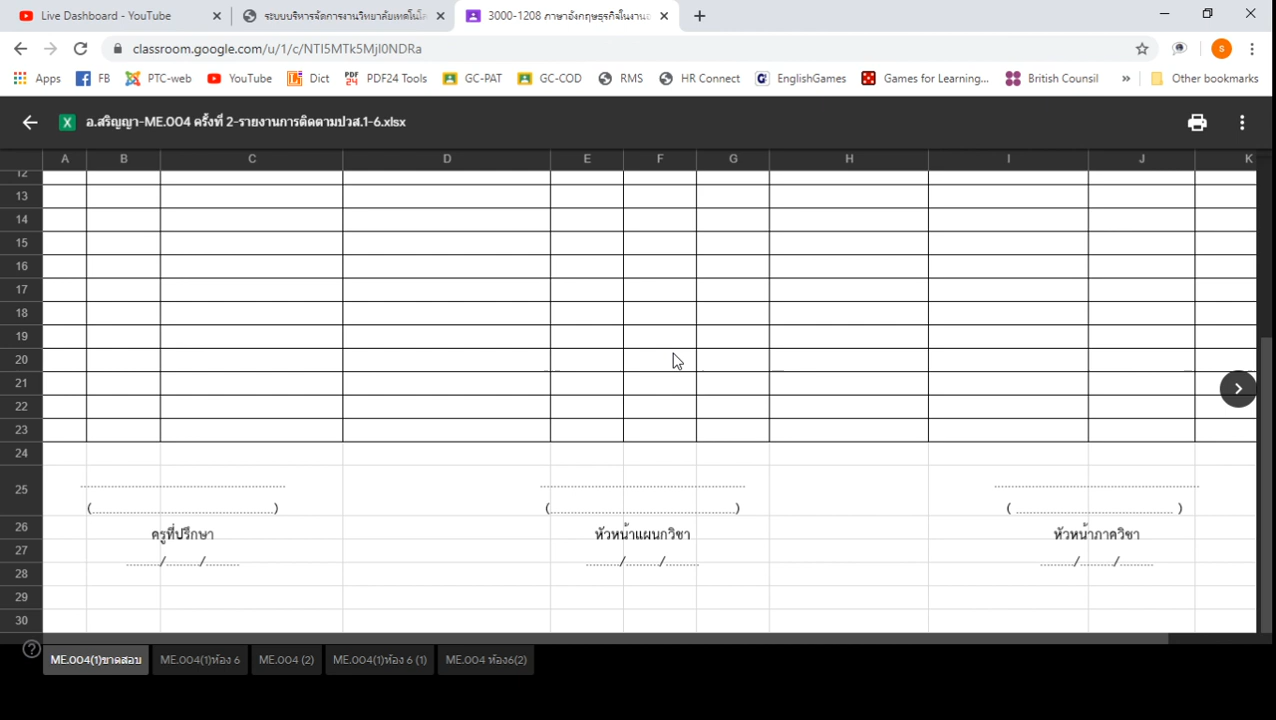 Live Dashboard - YouTube
ระบบบริหารจัดการงานวิทยาลัยเทคโนโล
3000-1208 ภาษาอังกฤษธุรกิจในงานอ
classroom.google.com/u/1/c/NTI5MTk5MjI0NDRa
S
Apps FB PTC-web YouTube Dict PDF24 Tools GC-PAT GC-COD RMS HR Connect EnglishGames Games for Learning... British Counsil » Other bookmarks
อ.สริญญา-ME.004 ครั้งที่ 2-รายงานการติดตามปวส.1-6.xlsx
A B C D E F G H I J K
12
13
14
15
16
17
18
19
20
21
22
23
24
25
(..............................................) (..............................................) ( ....................................... )
26
ครูที่ปรึกษา หัวหน้าแผนกวิชา หัวหน้าภาควิชา
27
........./........./......... ........./........./......... ........./........./.........
28
29
30
ME.004(1)ขาดสอบ ME.004(1)ห้อง 6 ME.004 (2) ME.004(1)ห้อง 6 (1) ME.004 ห้อง6(2)